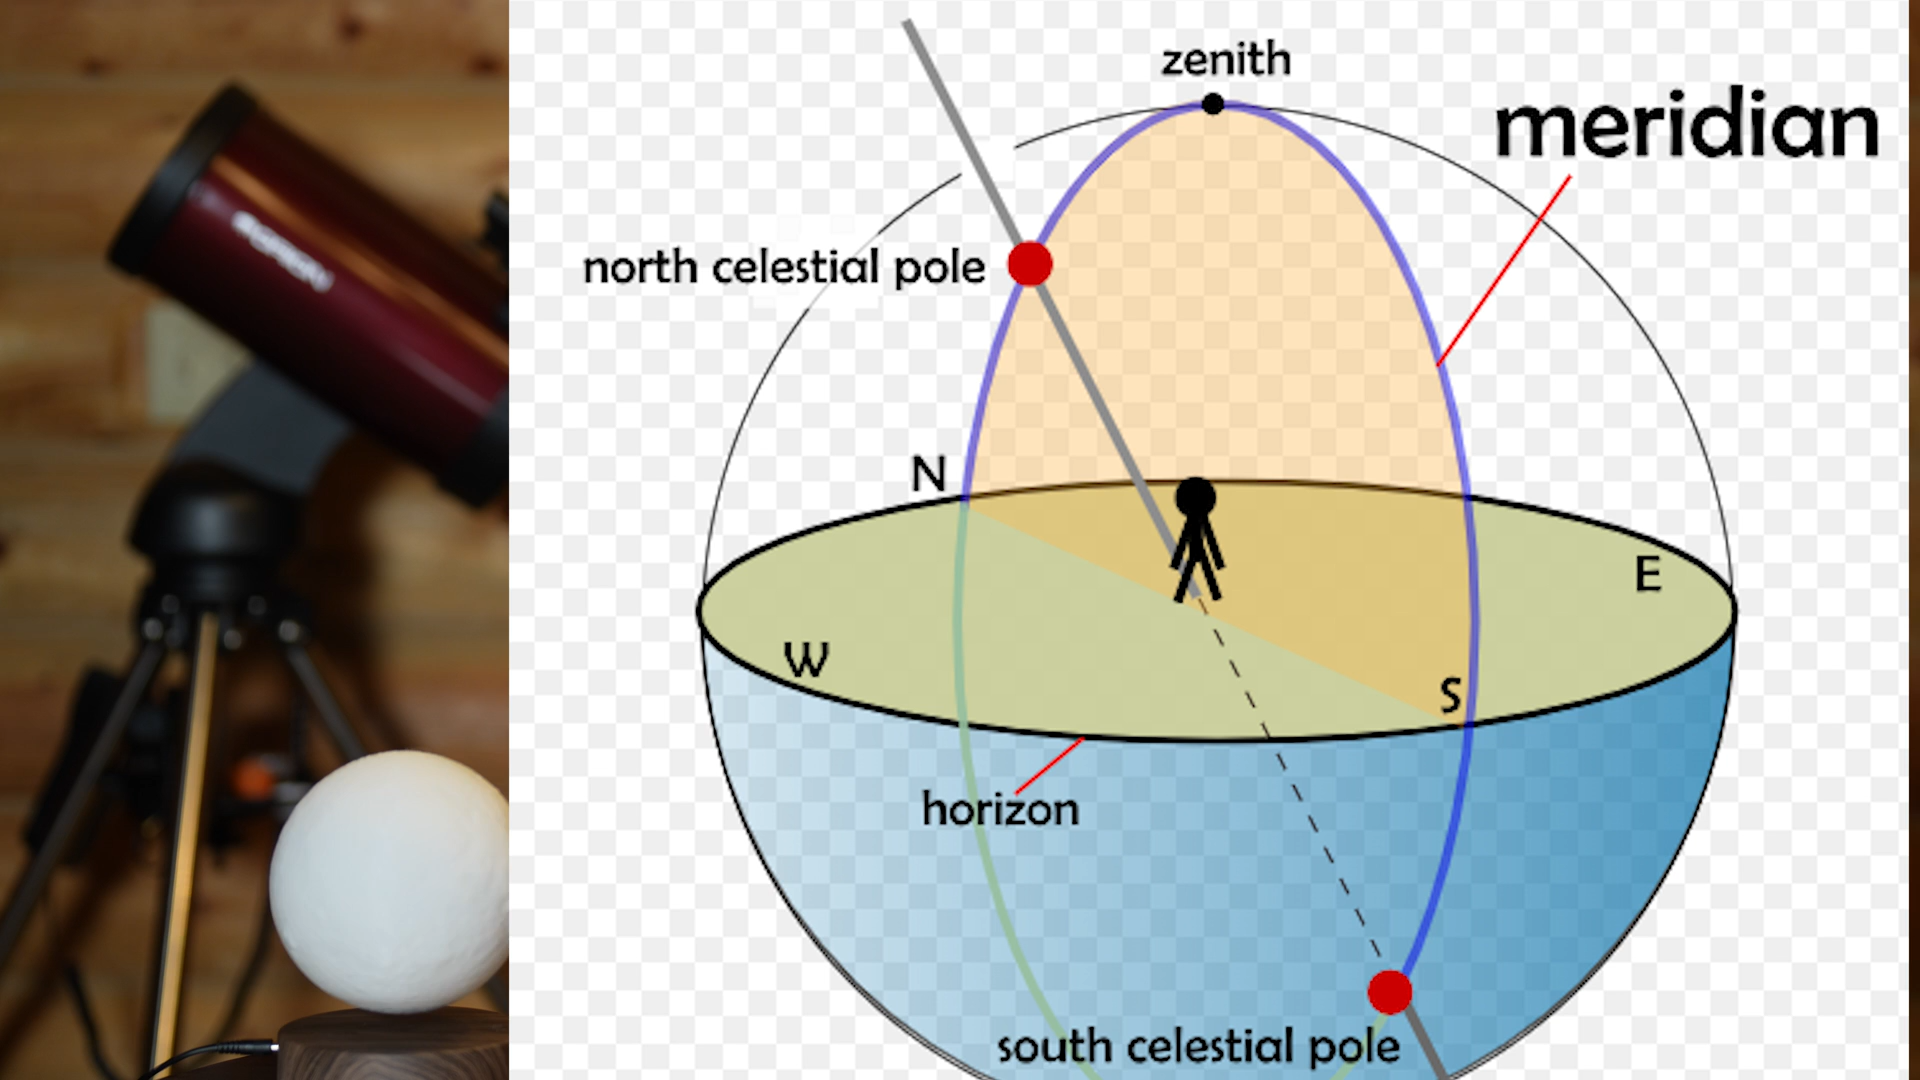 zenith
meridian
north celestial pole
N
E
W
S
horizon
south celestial pole